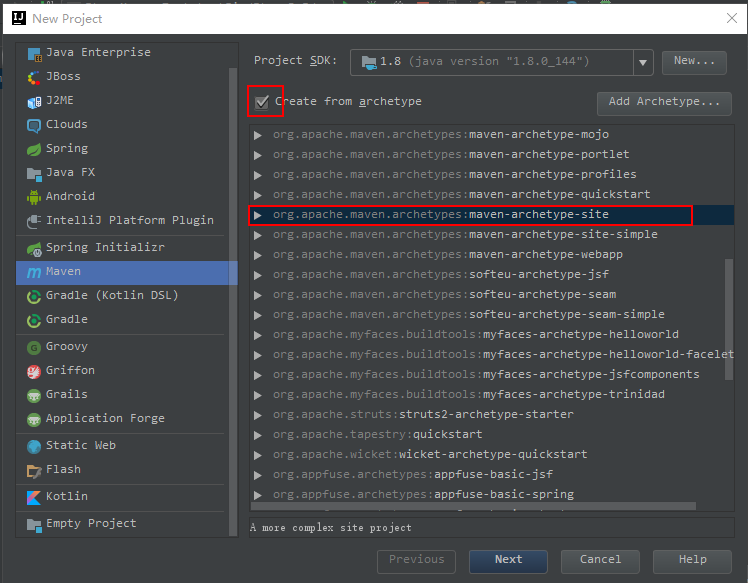 New Project
Java Enterprise
JBoss
J2ME
Clouds
Spring
Java FX
Android
IntelliJ Platform Plugin
Spring Initializr
Maven
Gradle (Kotlin DSL)
Gradle
Groovy
Griffon
Grails
Application Forge
Static Web
Flash
Kotlin
Empty Project
Project SDK: 1.8 (java version "1.8.0_144") New...
Create from archetype Add Archetype...
org.apache.maven.archetypes:maven-archetype-mojo
org.apache.maven.archetypes:maven-archetype-portlet
org.apache.maven.archetypes:maven-archetype-profiles
org.apache.maven.archetypes:maven-archetype-quickstart
org.apache.maven.archetypes:maven-archetype-site
org.apache.maven.archetypes:maven-archetype-site-simple
org.apache.maven.archetypes:maven-archetype-webapp
org.apache.maven.archetypes:softeu-archetype-jsf
org.apache.maven.archetypes:softeu-archetype-seam
org.apache.maven.archetypes:softeu-archetype-seam-simple
org.apache.myfaces.buildtools:myfaces-archetype-helloworld
org.apache.myfaces.buildtools:myfaces-archetype-helloworld-facelet
org.apache.myfaces.buildtools:myfaces-archetype-jsfcomponents
org.apache.myfaces.buildtools:myfaces-archetype-trinidad
org.apache.struts:struts2-archetype-starter
org.apache.tapestry:quickstart
org.apache.wicket:wicket-archetype-quickstart
org.appfuse.archetypes:appfuse-basic-jsf
org.appfuse.archetypes:appfuse-basic-spring
A more complex site project
Previous Next Cancel Help